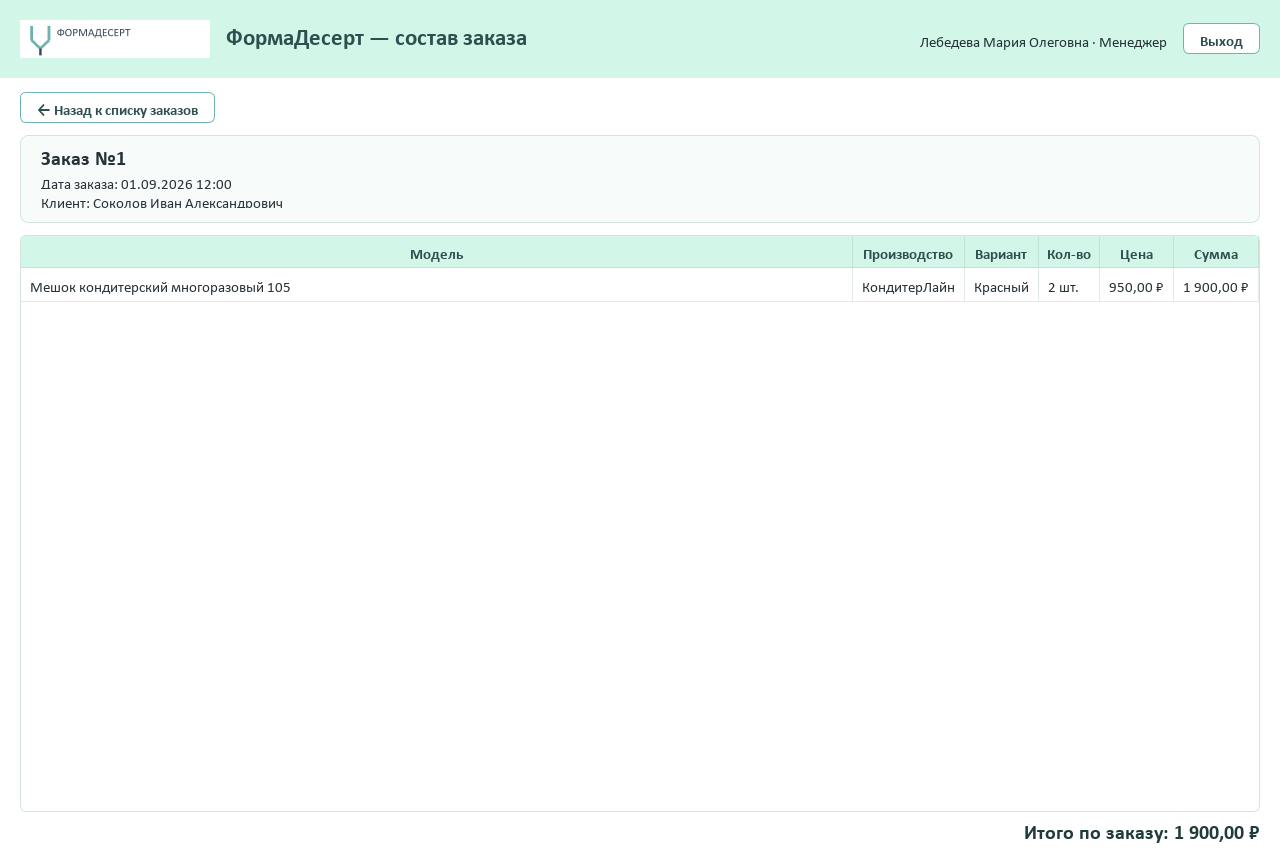 ФОРМАДЕСЕРТ
ФормаДесерт — состав заказа
Лебедева Мария Олеговна · Менеджер
Выход
← Назад к списку заказов
Заказ №1
Дата заказа: 01.09.2026 12:00
Клиент: Соколов Иван Александрович
Модель Производство Вариант Кол-во Цена Сумма
Мешок кондитерский многоразовый 105 КондитерЛайн Красный 2 шт. 950,00 ₽ 1 900,00 ₽
Итого по заказу: 1 900,00 ₽